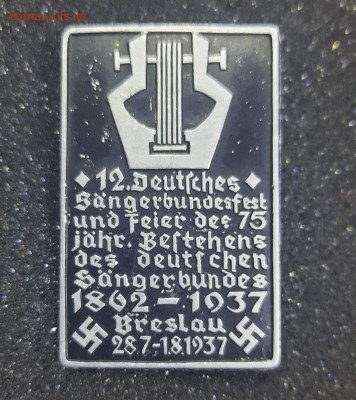 12. Deutsches
Sängerbundesfest
und Feier des 75
jähr. Bestehens
des deutschen
Sängerbundes
1862 – 1937
Breslau
28.7-1.8.1937